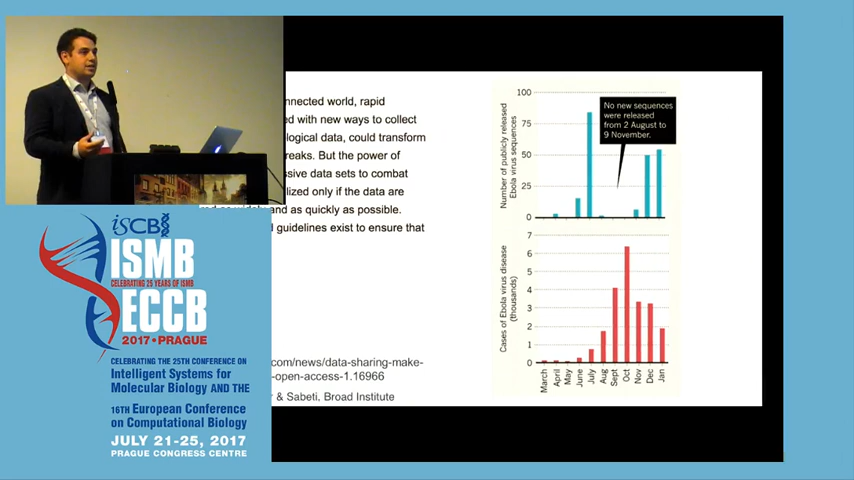 nnected world, rapid
ed with new ways to collect
ological data, could transform
reaks. But the power of
ssive data sets to combat
lized only if the data are
and as quickly as possible.
guidelines exist to ensure that
com/news/data-sharing-make-
-open-access-1.16966
& Sabeti, Broad Institute
Number of publicly released
Ebola virus sequences
100
75
50
25
0
No new sequences
were released
from 2 August to
9 November.
Cases of Ebola virus disease
(thousands)
7
6
5
4
3
2
1
0
March
April
May
June
July
Aug
Sept
Oct
Nov
Dec
Jan
iSCB
ISMB
CELEBRATING 25 YEARS OF ISMB
ECCB
2017 • PRAGUE
CELEBRATING THE 25TH CONFERENCE ON
Intelligent Systems for
Molecular Biology AND THE
16TH European Conference
on Computational Biology
JULY 21-25, 2017
PRAGUE CONGRESS CENTRE